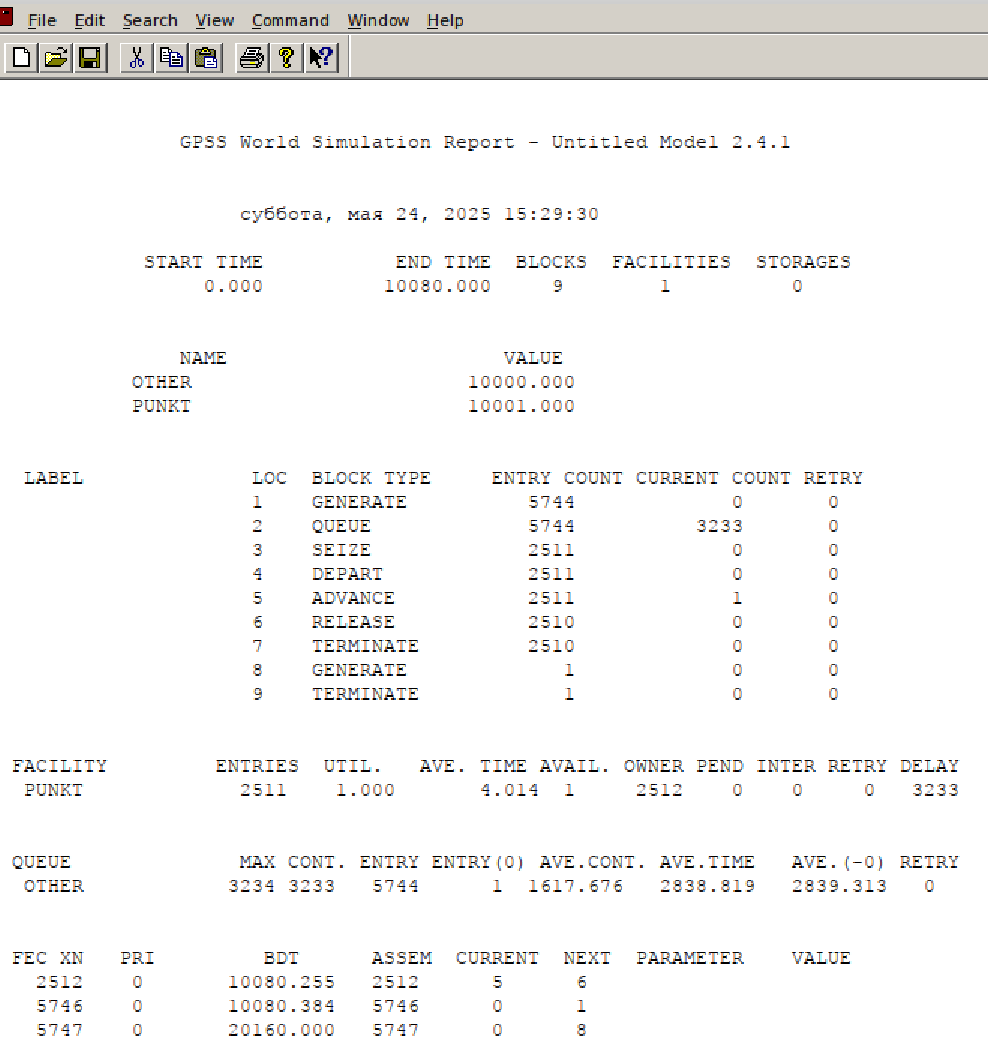 File Edit Search View Command Window Help
GPSS World Simulation Report - Untitled Model 2.4.1
суббота, мая 24, 2025 15:29:30
START TIME END TIME BLOCKS FACILITIES STORAGES
0.000 10080.000 9 1 0
NAME VALUE
OTHER 10000.000
PUNKT 10001.000
LABEL LOC BLOCK TYPE ENTRY COUNT CURRENT COUNT RETRY
1 GENERATE 5744 0 0
2 QUEUE 5744 3233 0
3 SEIZE 2511 0 0
4 DEPART 2511 0 0
5 ADVANCE 2511 1 0
6 RELEASE 2510 0 0
7 TERMINATE 2510 0 0
8 GENERATE 1 0 0
9 TERMINATE 1 0 0
FACILITY ENTRIES UTIL. AVE. TIME AVAIL. OWNER PEND INTER RETRY DELAY
PUNKT 2511 1.000 4.014 1 2512 0 0 0 3233
QUEUE MAX CONT. ENTRY ENTRY(0) AVE.CONT. AVE.TIME AVE.(-0) RETRY
OTHER 3234 3233 5744 1 1617.676 2838.819 2839.313 0
FEC XN PRI BDT ASSEM CURRENT NEXT PARAMETER VALUE
2512 0 10080.255 2512 5 6
5746 0 10080.384 5746 0 1
5747 0 20160.000 5747 0 8